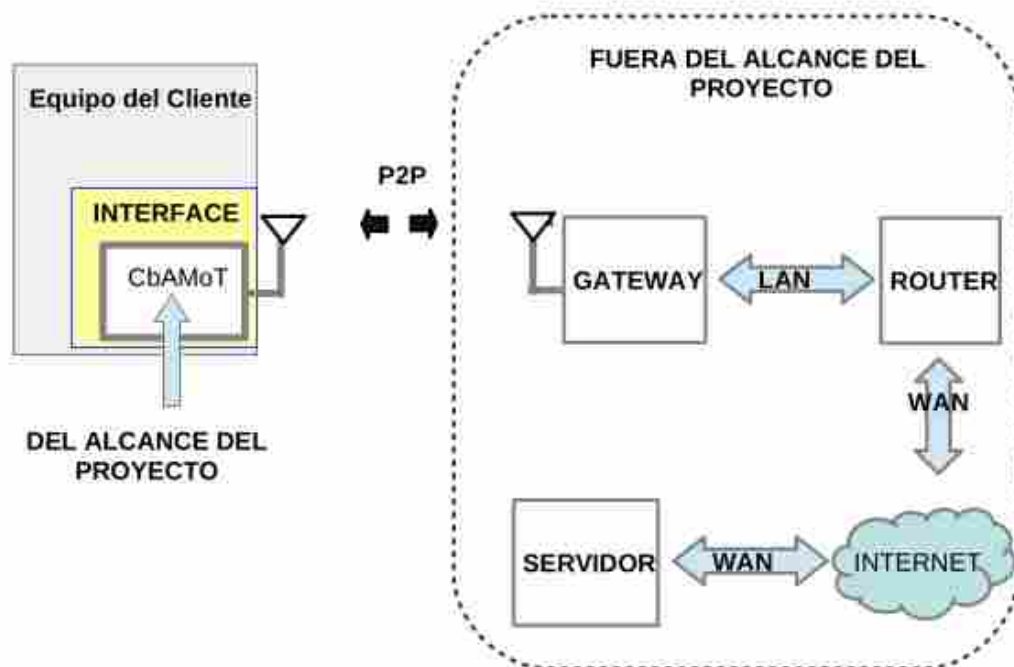 FUERA DEL ALCANCE DEL
PROYECTO
Equipo del Cliente
P2P
INTERFACE
CbAMoT
GATEWAY
LAN
ROUTER
WAN
DEL ALCANCE DEL
PROYECTO
SERVIDOR
WAN
INTERNET